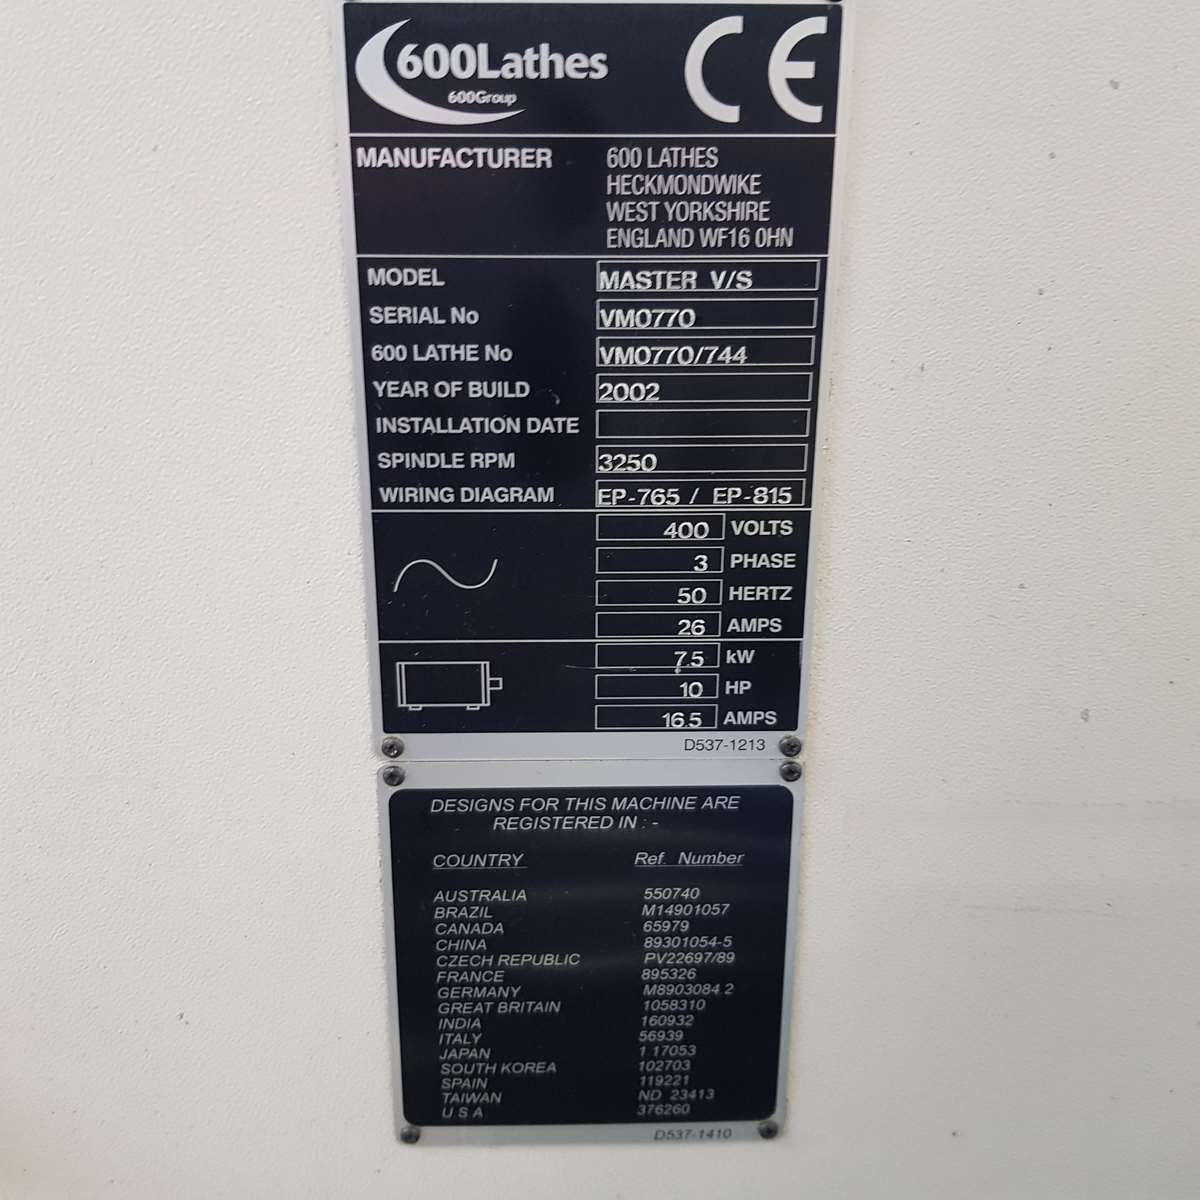 600Lathes
600Group
CE
MANUFACTURER 600 LATHES
HECKMONDWIKE
WEST YORKSHIRE
ENGLAND WF16 0HN
MODEL MASTER V/S
SERIAL No VM0770
600 LATHE No VM0770/744
YEAR OF BUILD 2002
INSTALLATION DATE
SPINDLE RPM 3250
WIRING DIAGRAM EP-765 / EP-815
400 VOLTS
3 PHASE
50 HERTZ
26 AMPS
7.5 kW
10 HP
16.5 AMPS
D537-1213
DESIGNS FOR THIS MACHINE ARE
REGISTERED IN : -
COUNTRY Ref. Number
AUSTRALIA 550740
BRAZIL M14901057
CANADA 65979
CHINA 89301054-5
CZECH REPUBLIC PV22697/89
FRANCE 895326
GERMANY M8903084.2
GREAT BRITAIN 1058310
INDIA 160932
ITALY 56939
JAPAN 1.17053
SOUTH KOREA 102703
SPAIN 119221
TAIWAN ND 23413
U S A 376260
D537-1410